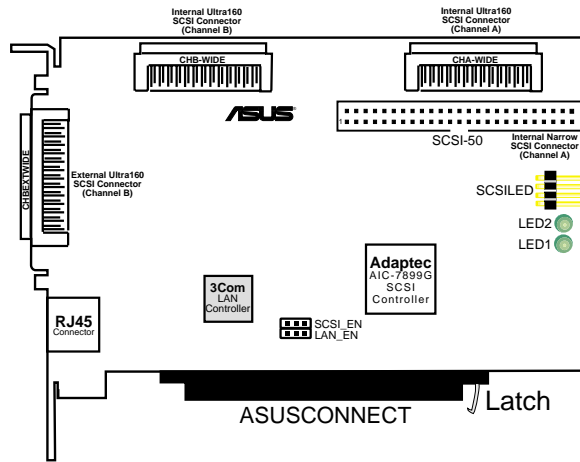 Internal Ultra160
SCSI Connector
(Channel B)
Internal Ultra160
SCSI Connector
(Channel A)
CHB-WIDE
CHA-WIDE
ASUS
1
SCSI-50
Internal Narrow
SCSI Connector
(Channel A)
CHBEXTWIDE
External Ultra160
SCSI Connector
(Channel B)
SCSILED
LED2
LED1
Adaptec
AIC-7899G
SCSI
Controller
3Com
LAN
Controller
RJ45
Connector
SCSI_EN
LAN_EN
ASUSCONNECT
Latch